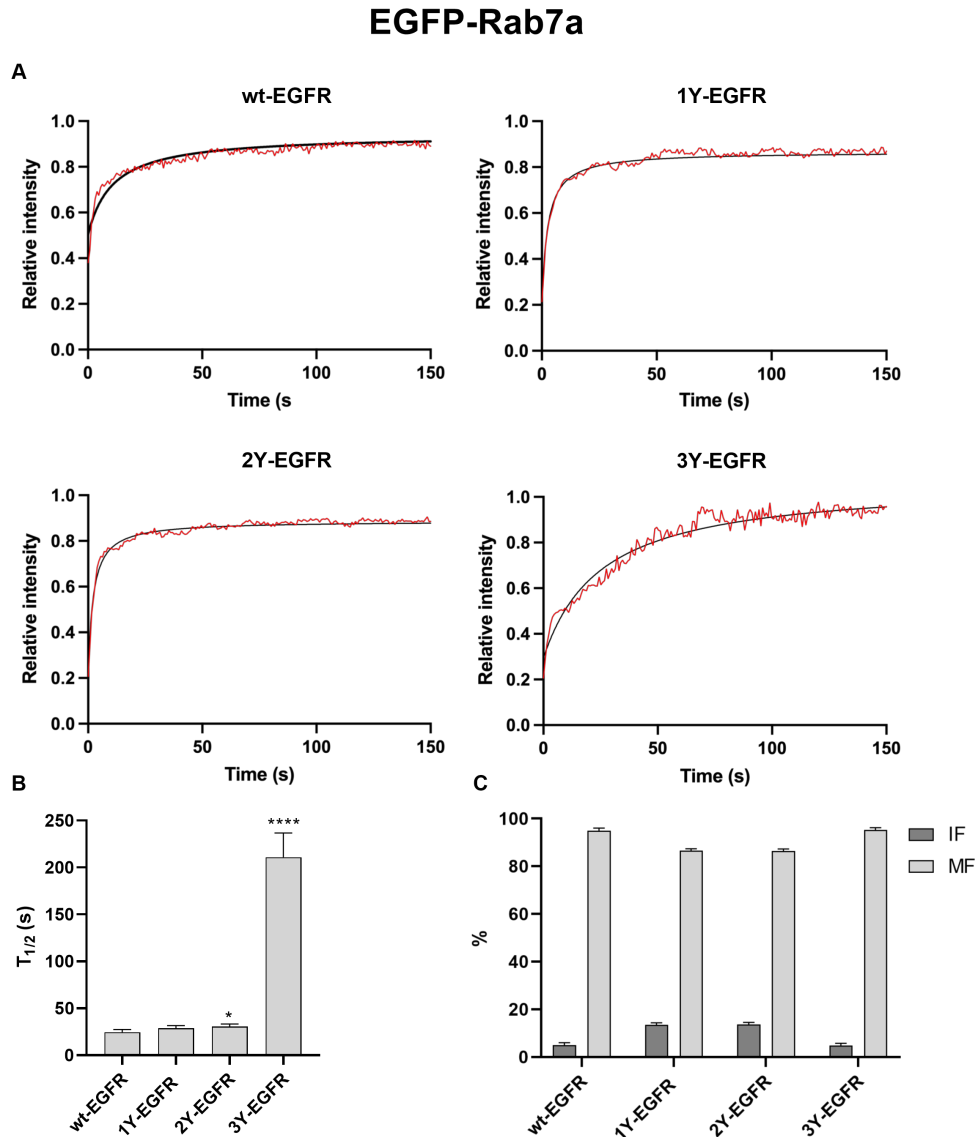 EGFP-Rab7a
A
wt-EGFR
1.0
0.8
0.6
0.4
0.2
0.0
Relative intensity
0 50 100 150
Time (s
1Y-EGFR
1.0
0.8
0.6
0.4
0.2
0.0
Relative intensity
0 50 100 150
Time (s)
2Y-EGFR
1.0
0.8
0.6
0.4
0.2
0.0
Relative intensity
0 50 100 150
Time (s)
3Y-EGFR
1.0
0.8
0.6
0.4
0.2
0.0
Relative intensity
0 50 100 150
Time (s)
B
250
200
150
100
50
0
T1/2 (s)
*
****
wt-EGFR
1Y-EGFR
2Y-EGFR
3Y-EGFR
C
100
80
60
40
20
0
%
IF
MF
wt-EGFR
1Y-EGFR
2Y-EGFR
3Y-EGFR